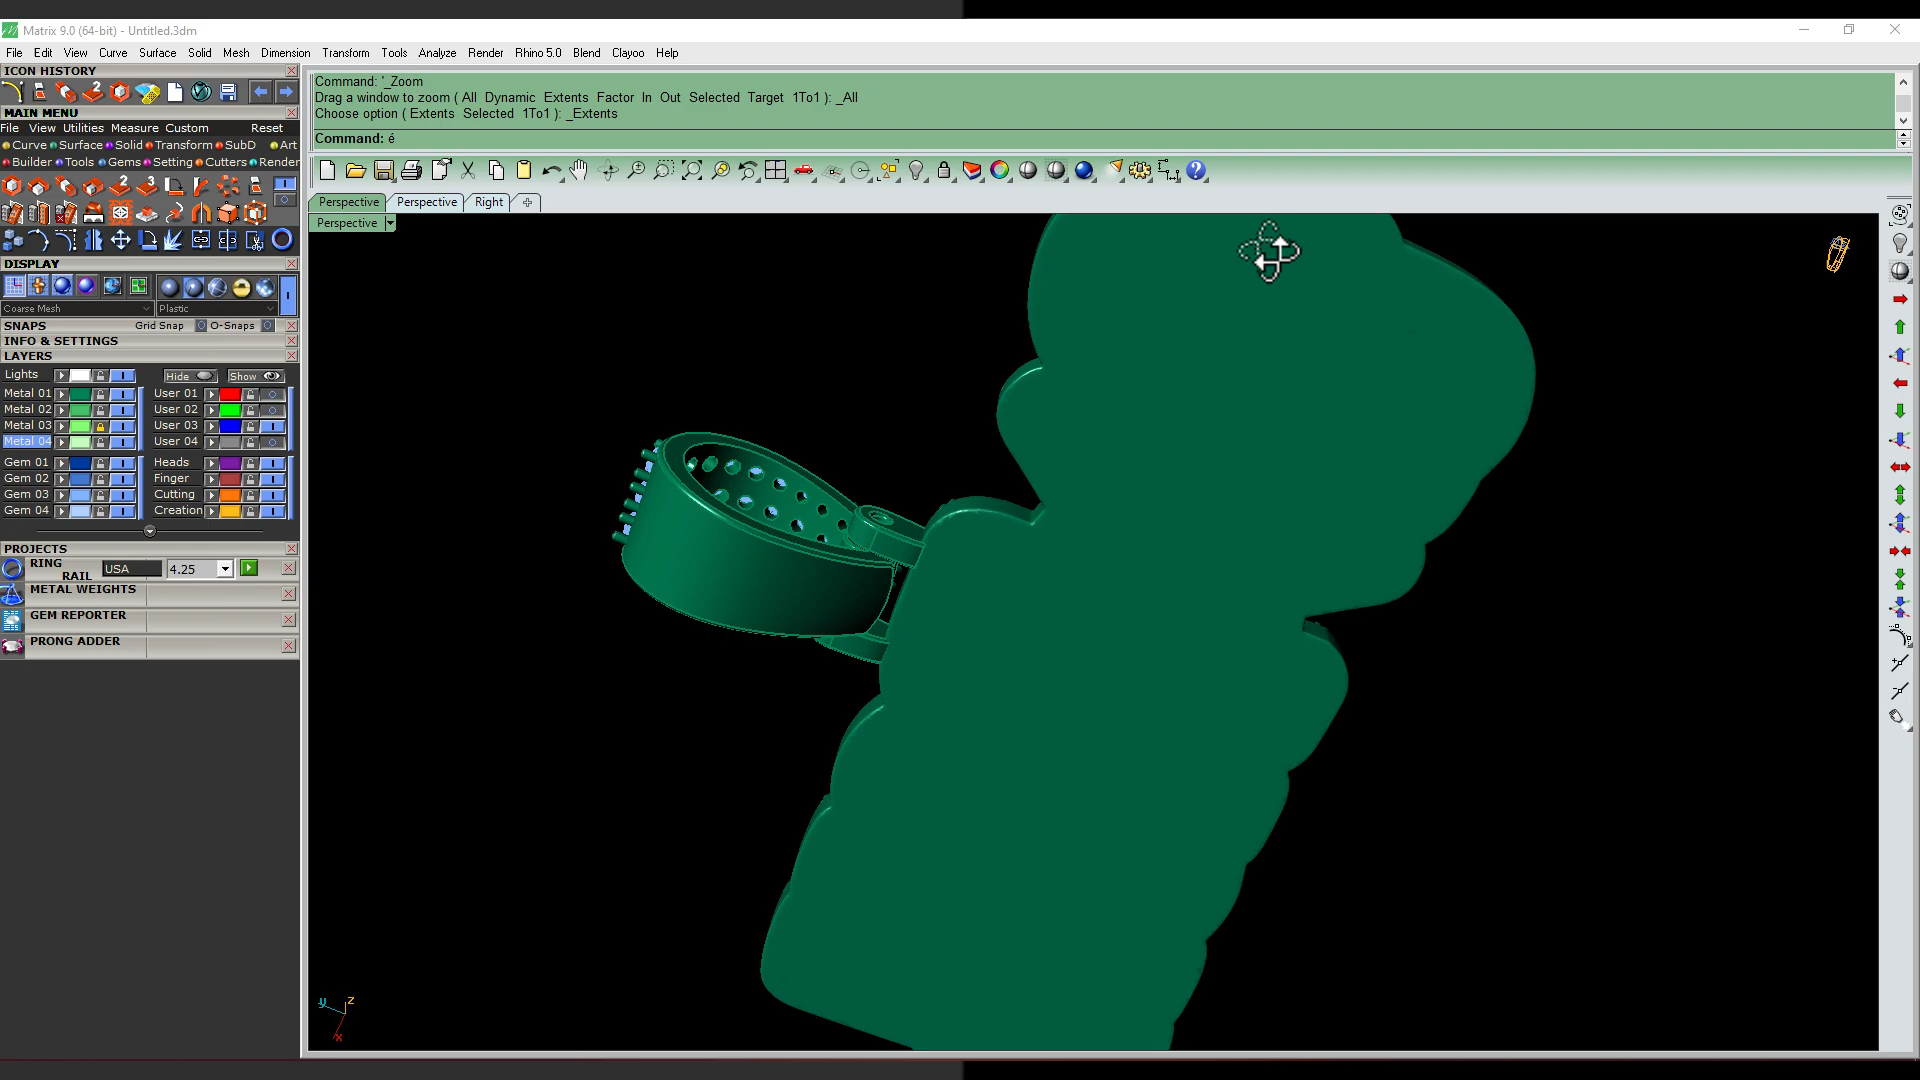 Matrix 9.0 (64-bit) - Untitled.3dm
File Edit View Curve Surface Solid Mesh Dimension Transform Tools Analyze Render Rhino 5.0 Blend Clayoo Help
ICON HISTORY
MAIN MENU
File View Utilities Measure Custom Reset
Curve Surface Solid Transform SubD Art
Builder Tools Gems Setting Cutters Render
DISPLAY
Coarse Mesh Plastic
SNAPS Grid Snap O-Snaps
INFO & SETTINGS
LAYERS
Lights Hide Show
Metal 01 User 01
Metal 02 User 02
Metal 03 User 03
Metal 04 User 04
Gem 01 Heads
Gem 02 Finger
Gem 03 Cutting
Gem 04 Creation
PROJECTS
RING RAIL USA 4.25
METAL WEIGHTS
GEM REPORTER
PRONG ADDER
Command: '_Zoom
Drag a window to zoom ( All Dynamic Extents Factor In Out Selected Target 1To1 ): _All
Choose option ( Extents Selected 1To1 ): _Extents
Command: é
Perspective Perspective Right
Perspective
y z
x